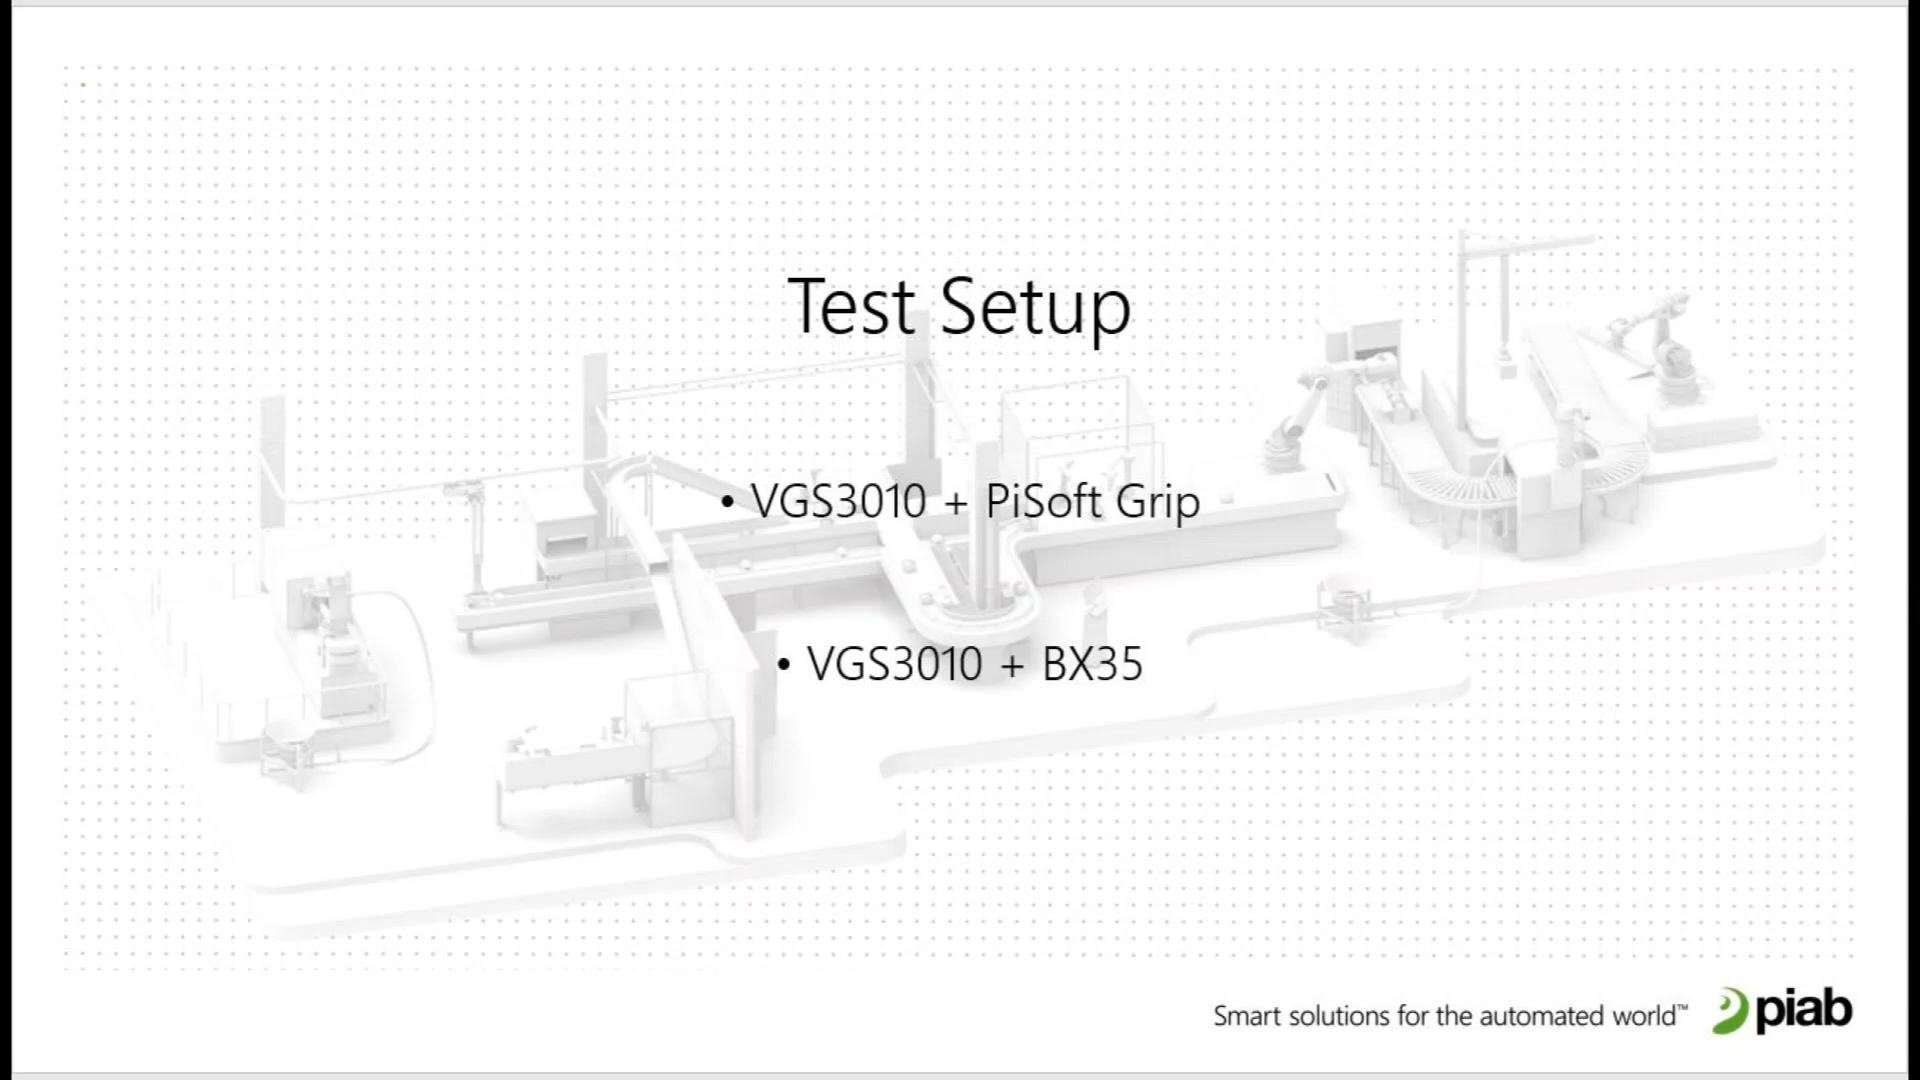 Test Setup
• VGS3010 + PiSoft Grip
• VGS3010 + BX35
Smart solutions for the automated world™
piab